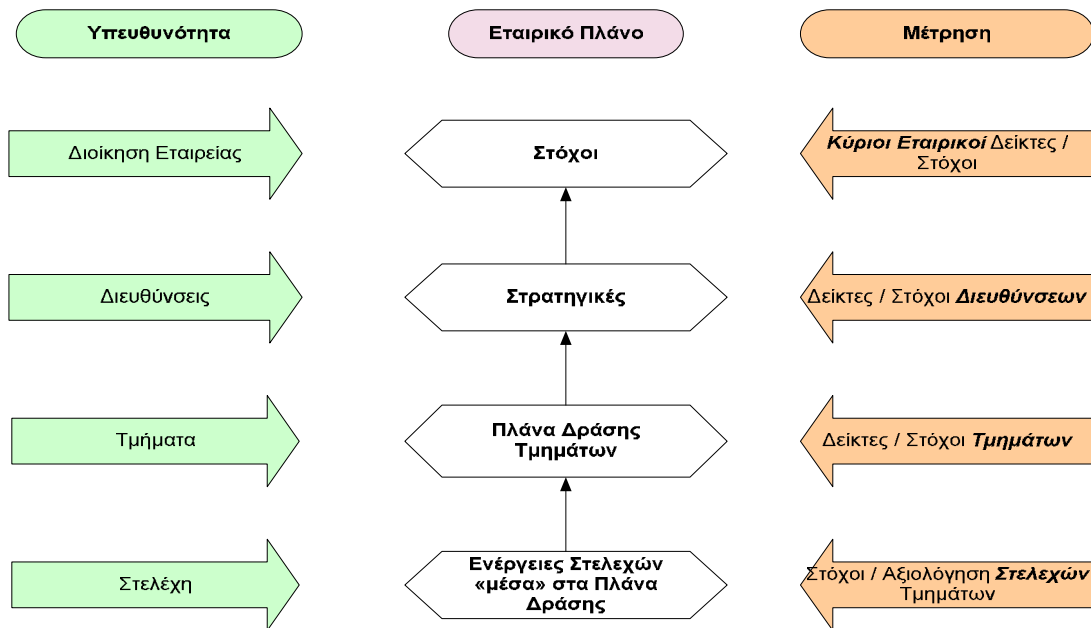 Υπευθυνότητα
Εταιρικό Πλάνο
Μέτρηση
Διοίκηση Εταιρείας
Στόχοι
Κύριοι Εταιρικοί Δείκτες /
Στόχοι
Διευθύνσεις
Στρατηγικές
Δείκτες / Στόχοι Διευθύνσεων
Τμήματα
Πλάνα Δράσης
Τμημάτων
Δείκτες / Στόχοι Τμημάτων
Στελέχη
Ενέργειες Στελεχών
«μέσα» στα Πλάνα
Δράσης
Στόχοι / Αξιολόγηση Στελεχών
Τμημάτων